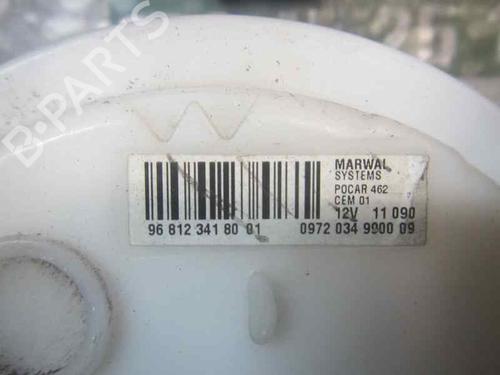 B-PARTS
MARWAL
SYSTEMS
POCAR 462
CEM 01
12V 11 090
96 812 341 80 01 0972 034 9900 09